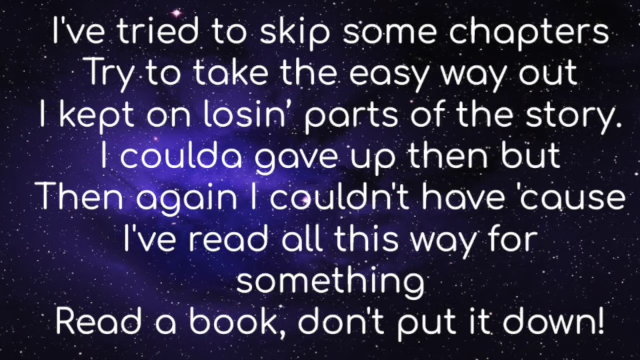 I've tried to skip some chapters
Try to take the easy way out
I kept on losin’ parts of the story.
I coulda gave up then but
Then again I couldn't have 'cause
I've read all this way for
something
Read a book, don't put it down!